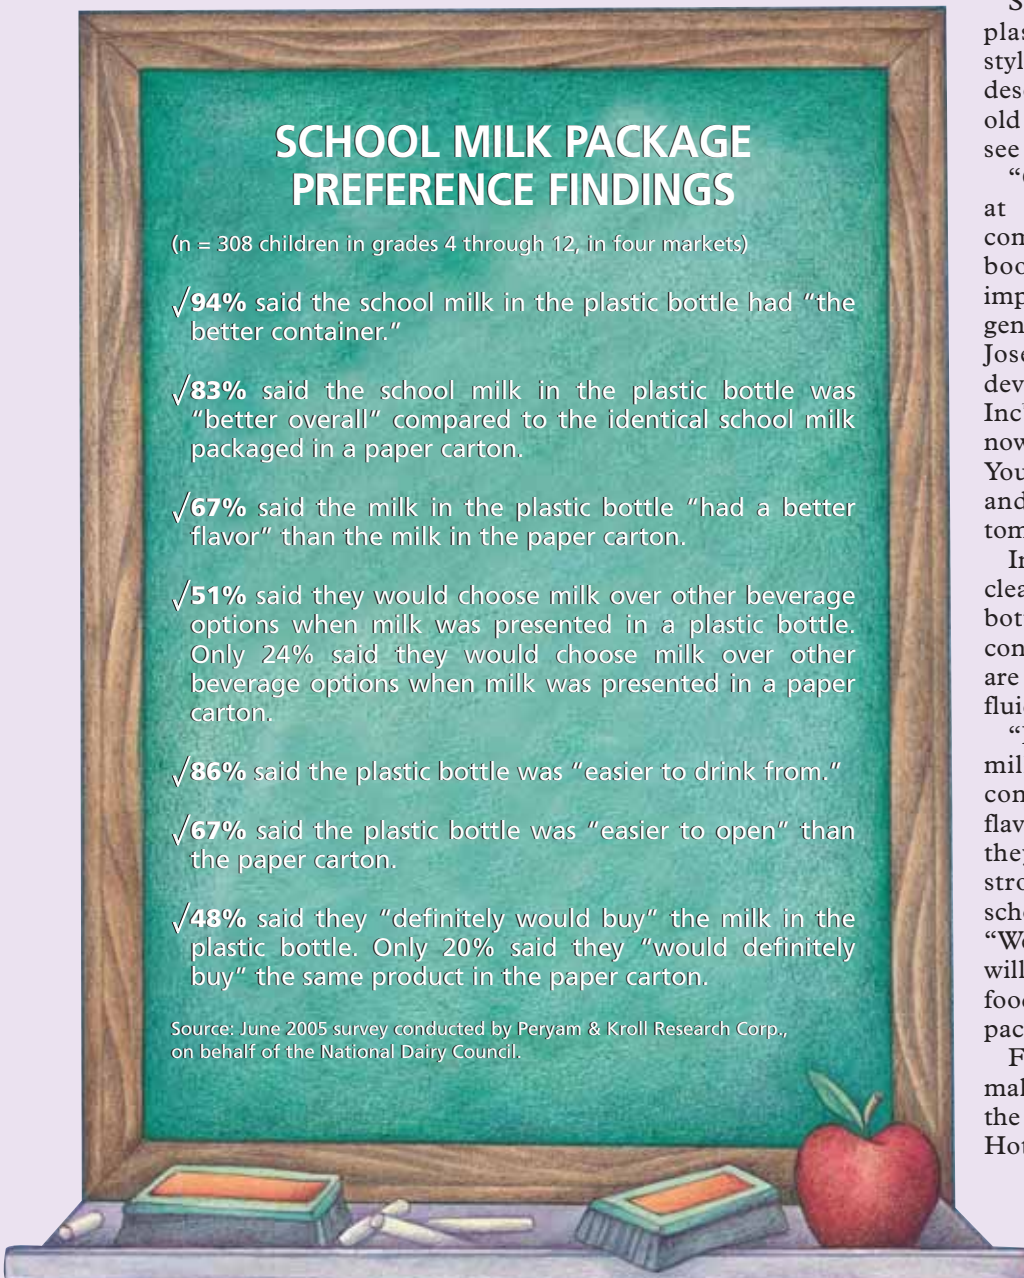 SCHOOL MILK PACKAGE
PREFERENCE FINDINGS
(n = 308 children in grades 4 through 12, in four markets)
√94% said the school milk in the plastic bottle had “the
better container.”
√83% said the school milk in the plastic bottle was
“better overall” compared to the identical school milk
packaged in a paper carton.
√67% said the milk in the plastic bottle “had a better
flavor” than the milk in the paper carton.
√51% said they would choose milk over other beverage
options when milk was presented in a plastic bottle.
Only 24% said they would choose milk over other
beverage options when milk was presented in a paper
carton.
√86% said the plastic bottle was “easier to drink from.”
√67% said the plastic bottle was “easier to open” than
the paper carton.
√48% said they “definitely would buy” the milk in the
plastic bottle. Only 20% said they “would definitely
buy” the same product in the paper carton.
Source: June 2005 survey conducted by Peryam & Kroll Research Corp.,
on behalf of the National Dairy Council.
old
see
at
the
are
and